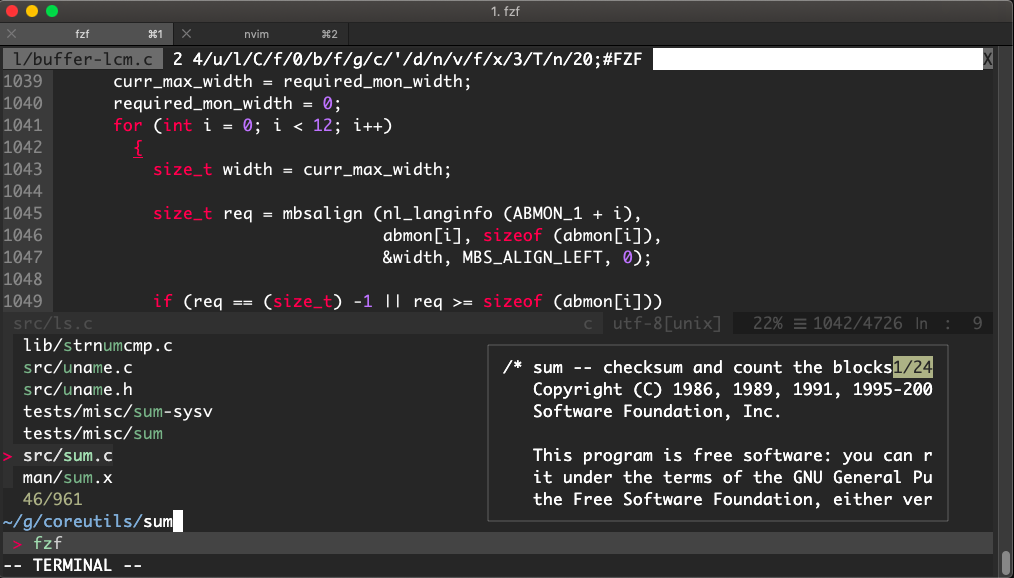 1. fzf
fzf ⌘1 nvim ⌘2
l/buffer-lcm.c 2 4/u/l/C/f/0/b/f/g/c/'/d/n/v/f/x/3/T/n/20;#FZF X
1039 curr_max_width = required_mon_width;
1040 required_mon_width = 0;
1041 for (int i = 0; i < 12; i++)
1042 {
1043 size_t width = curr_max_width;
1044
1045 size_t req = mbsalign (nl_langinfo (ABMON_1 + i),
1046 abmon[i], sizeof (abmon[i]),
1047 &width, MBS_ALIGN_LEFT, 0);
1048
1049 if (req == (size_t) -1 || req >= sizeof (abmon[i]))
src/ls.c c utf-8[unix] 22% ☰ 1042/4726 ln : 9
lib/strnumcmp.c
src/uname.c
src/uname.h
tests/misc/sum-sysv
tests/misc/sum
> src/sum.c
man/sum.x
46/961
~/g/coreutils/sum
> fzf
-- TERMINAL --
/* sum -- checksum and count the blocks 1/24
Copyright (C) 1986, 1989, 1991, 1995-200
Software Foundation, Inc.
This program is free software: you can r
it under the terms of the GNU General Pu
the Free Software Foundation, either ver